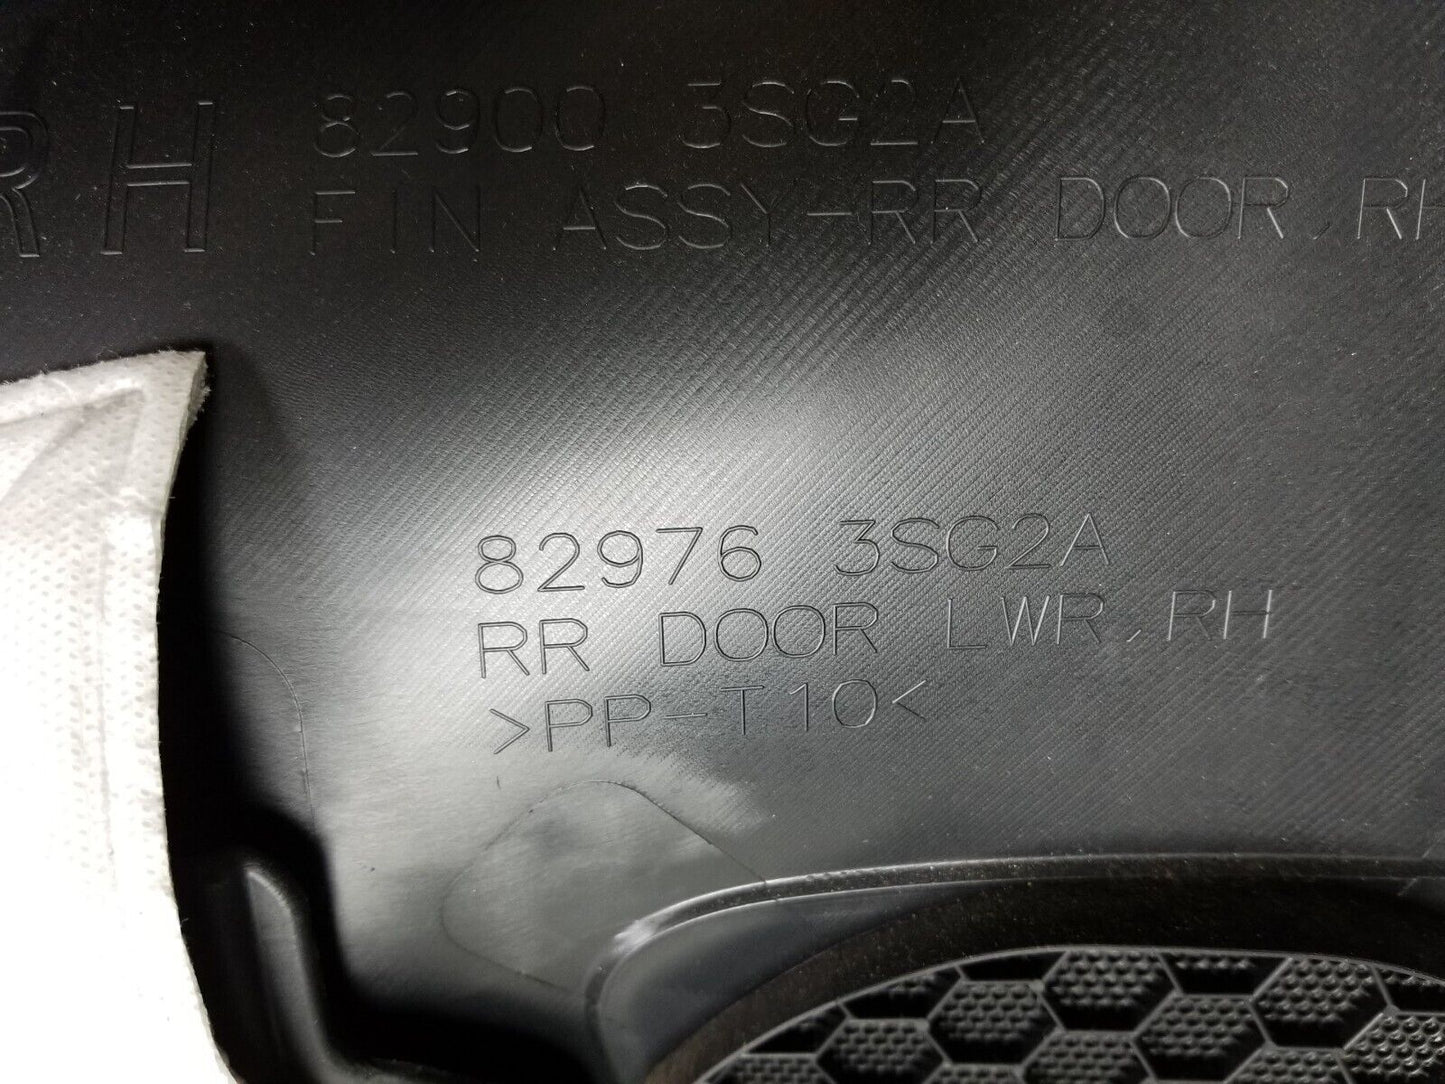 RH
82900 3SG2A
FIN ASSY-RR DOOR, RH
82976 3SG2A
RR DOOR LWR, RH
>PP-T10<